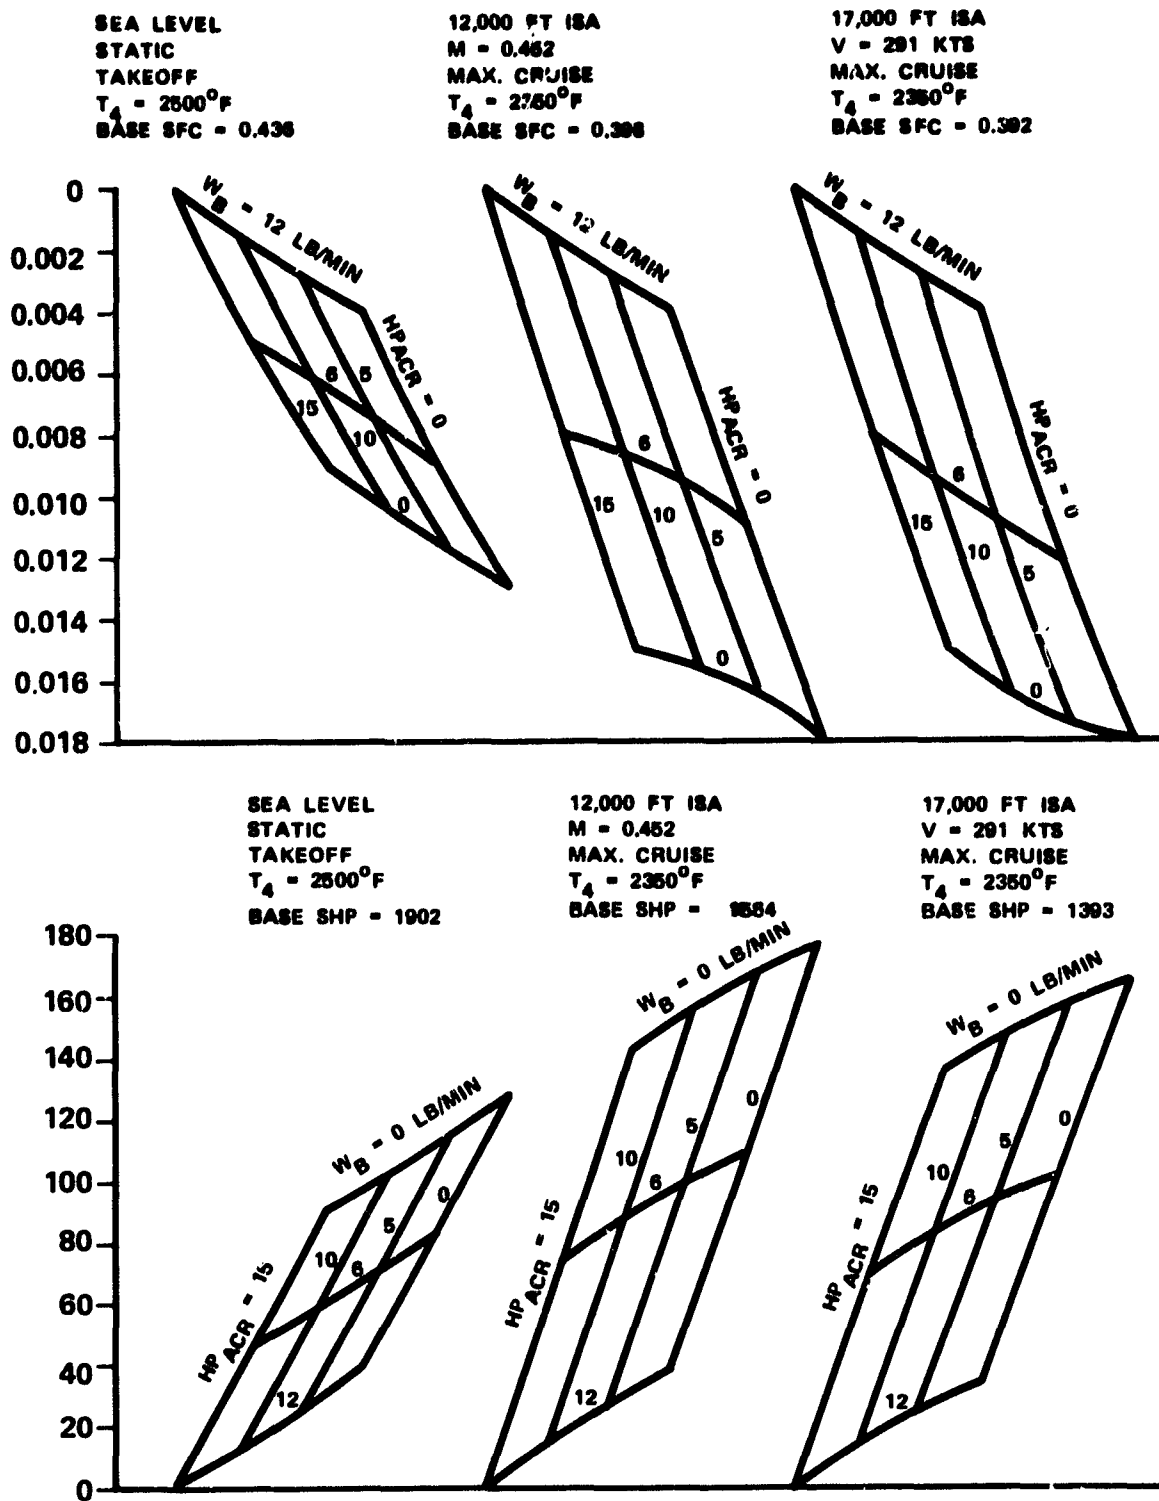 SEA LEVEL
STATIC
TAKEOFF
T4 = 2500°F
BASE SFC = 0.436
12,000 FT ISA
M = 0.452
MAX. CRUISE
T4 = 2350°F
BASE SFC = 0.398
17,000 FT ISA
V = 291 KTS
MAX. CRUISE
T4 = 2350°F
BASE SFC = 0.392
0
0.002
0.004
0.006
0.008
0.010
0.012
0.014
0.016
0.018
WB = 12 LB/MIN
HPACR = 0
6
5
15
10
0
WB = 12 LB/MIN
HPACR = 0
6
15
10
5
0
WB = 12 LB/MIN
HPACR = 0
6
15
10
5
0
SEA LEVEL
STATIC
TAKEOFF
T4 = 2500°F
BASE SHP = 1902
12,000 FT ISA
M = 0.452
MAX. CRUISE
T4 = 2350°F
BASE SHP =
17,000 FT ISA
V = 291 KTS
MAX. CRUISE
T4 = 2350°F
BASE SHP = 1393
180
160
140
120
100
80
60
40
20
0
WB = 0 LB/MIN
HPACR = 15
10
5
0
6
12
WB = 0 LB/MIN
HPACR = 15
10
5
0
6
12
WB = 0 LB/MIN
HPACR = 15
10
5
0
6
12